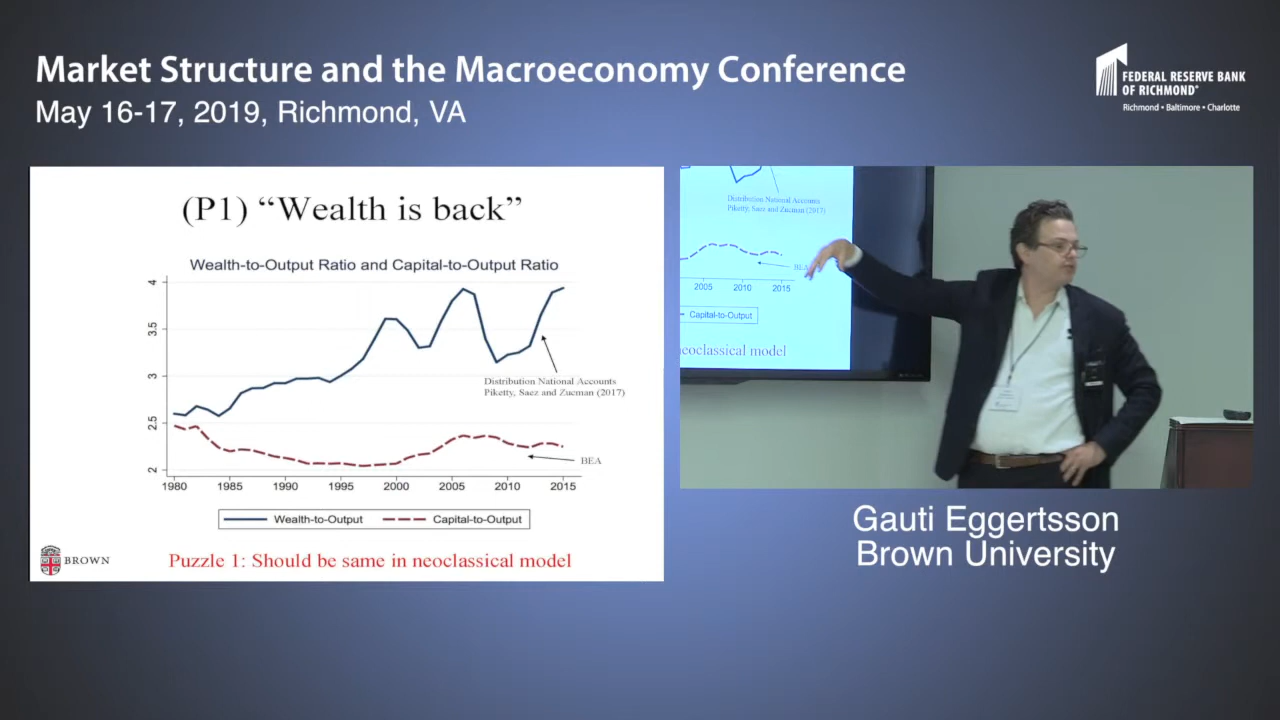 Market Structure and the Macroeconomy Conference
May 16-17, 2019, Richmond, VA
FEDERAL RESERVE BANK
OF RICHMOND®
Richmond • Baltimore • Charlotte
(P1) “Wealth is back”
Wealth-to-Output Ratio and Capital-to-Output Ratio
4
3.5
3
2.5
2
Distribution National Accounts
Piketty, Saez and Zucman (2017)
BEA
1980 1985 1990 1995 2000 2005 2010 2015
Wealth-to-Output Capital-to-Output
BROWN
Puzzle 1: Should be same in neoclassical model
Distribution National Accounts
Piketty, Saez and Zucman (2017)
BEA
2005 2010 2015
Capital-to-Output
neoclassical model
Gauti Eggertsson
Brown University